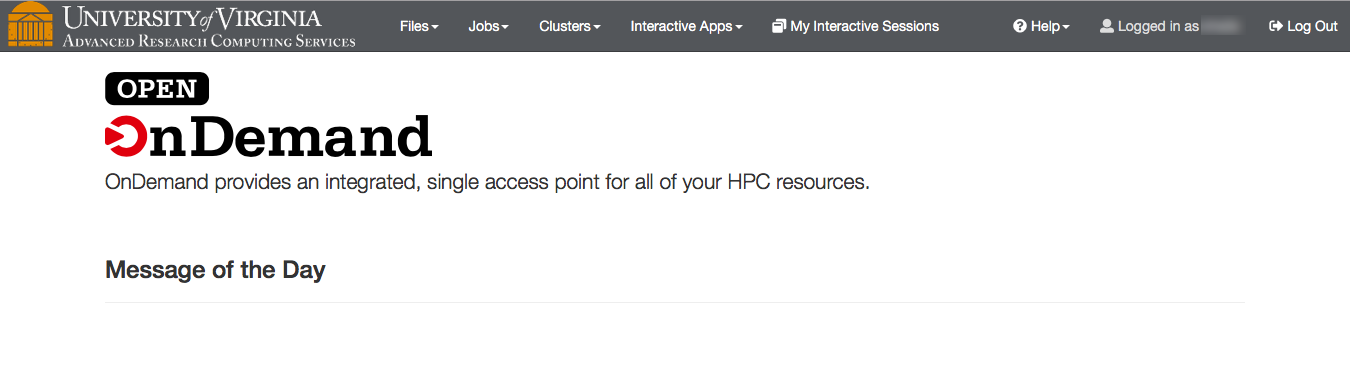 UNIVERSITY of VIRGINIA
ADVANCED RESEARCH COMPUTING SERVICES
Files Jobs Clusters Interactive Apps My Interactive Sessions Help Logged in as Log Out
OPEN
OnDemand
OnDemand provides an integrated, single access point for all of your HPC resources.
Message of the Day